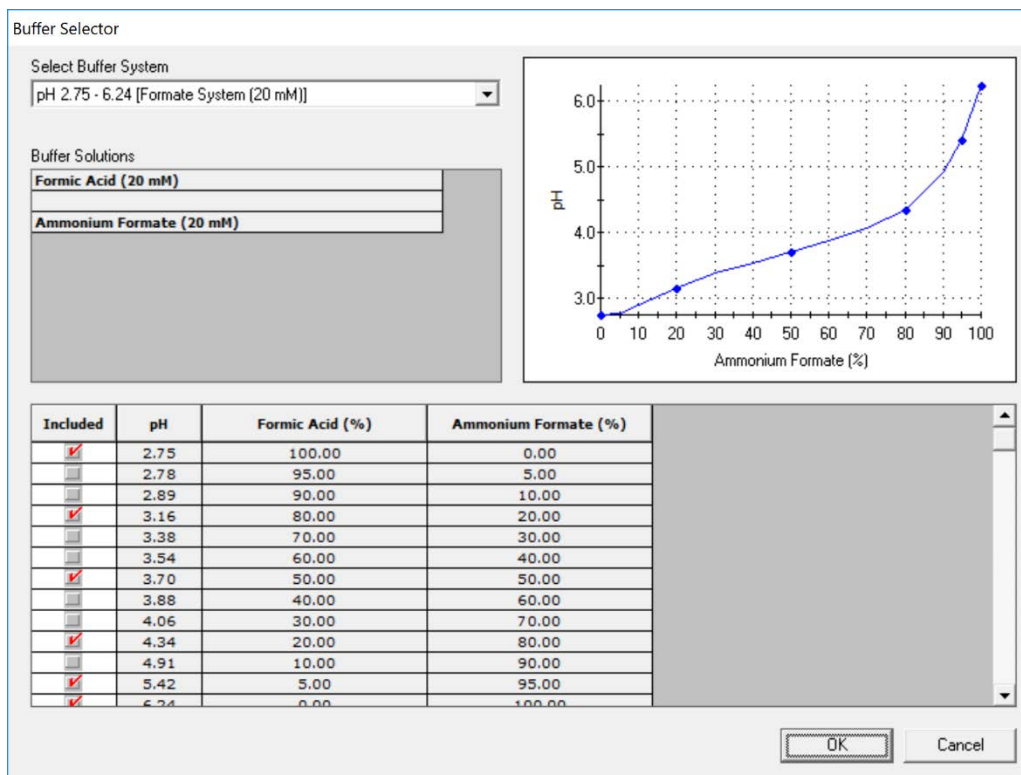 Buffer Selector
Select Buffer System
pH 2.75 - 6.24 [Formate System (20 mM)]
Buffer Solutions
Formic Acid (20 mM)
Ammonium Formate (20 mM)
pH
6.0
5.0
4.0
3.0
0 10 20 30 40 50 60 70 80 90 100
Ammonium Formate (%)
Included pH Formic Acid (%) Ammonium Formate (%)
2.75 100.00 0.00
2.78 95.00 5.00
2.89 90.00 10.00
3.16 80.00 20.00
3.38 70.00 30.00
3.54 60.00 40.00
3.70 50.00 50.00
3.88 40.00 60.00
4.06 30.00 70.00
4.34 20.00 80.00
4.91 10.00 90.00
5.42 5.00 95.00
6.24 0.00 100.00
OK Cancel